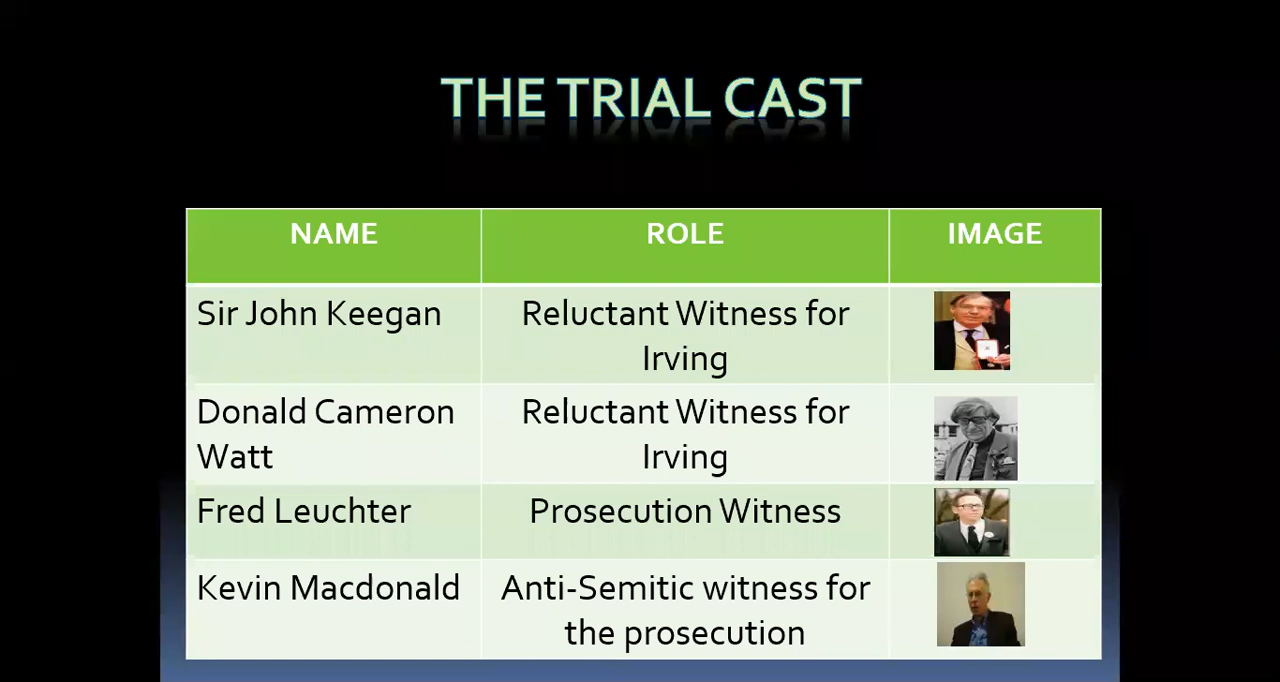 THE TRIAL CAST
NAME ROLE IMAGE
Sir John Keegan Reluctant Witness for
Irving
Donald Cameron Reluctant Witness for
Watt Irving
Fred Leuchter Prosecution Witness
Kevin Macdonald Anti-Semitic witness for
the prosecution